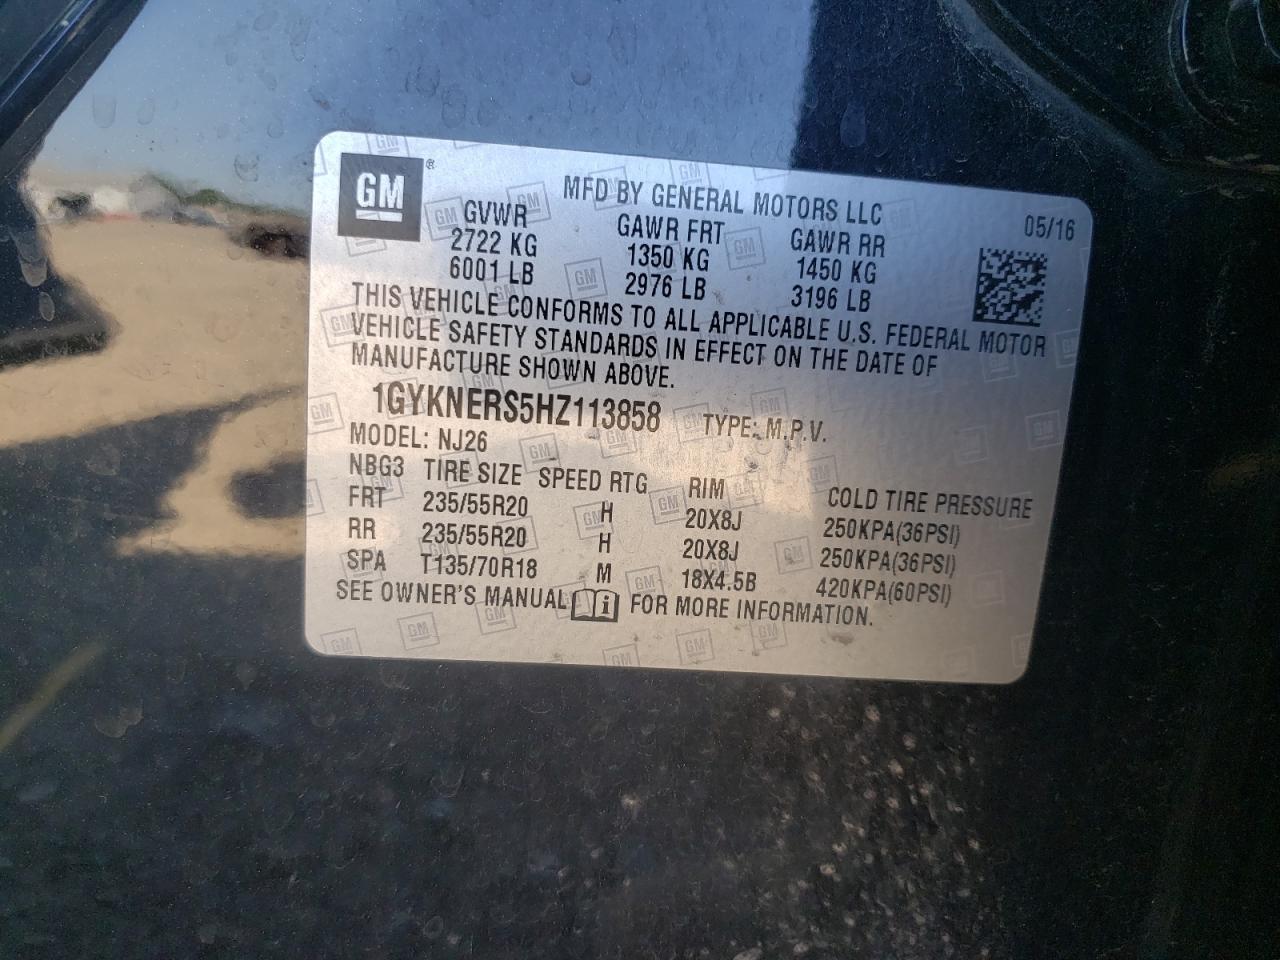 GM ®
MFD BY GENERAL MOTORS LLC 05/16
GVWR GAWR FRT GAWR RR
2722 KG 1350 KG 1450 KG
6001 LB 2976 LB 3196 LB
THIS VEHICLE CONFORMS TO ALL APPLICABLE U.S. FEDERAL MOTOR
VEHICLE SAFETY STANDARDS IN EFFECT ON THE DATE OF
MANUFACTURE SHOWN ABOVE.
1GYKNERS5HZ113858 TYPE: M.P.V.
MODEL: NJ26
NBG3 TIRE SIZE SPEED RTG RIM COLD TIRE PRESSURE
FRT 235/55R20 H 20X8J 250KPA(36PSI)
RR 235/55R20 H 20X8J 250KPA(36PSI)
SPA T135/70R18 M 18X4.5B 420KPA(60PSI)
SEE OWNER'S MANUAL i FOR MORE INFORMATION.